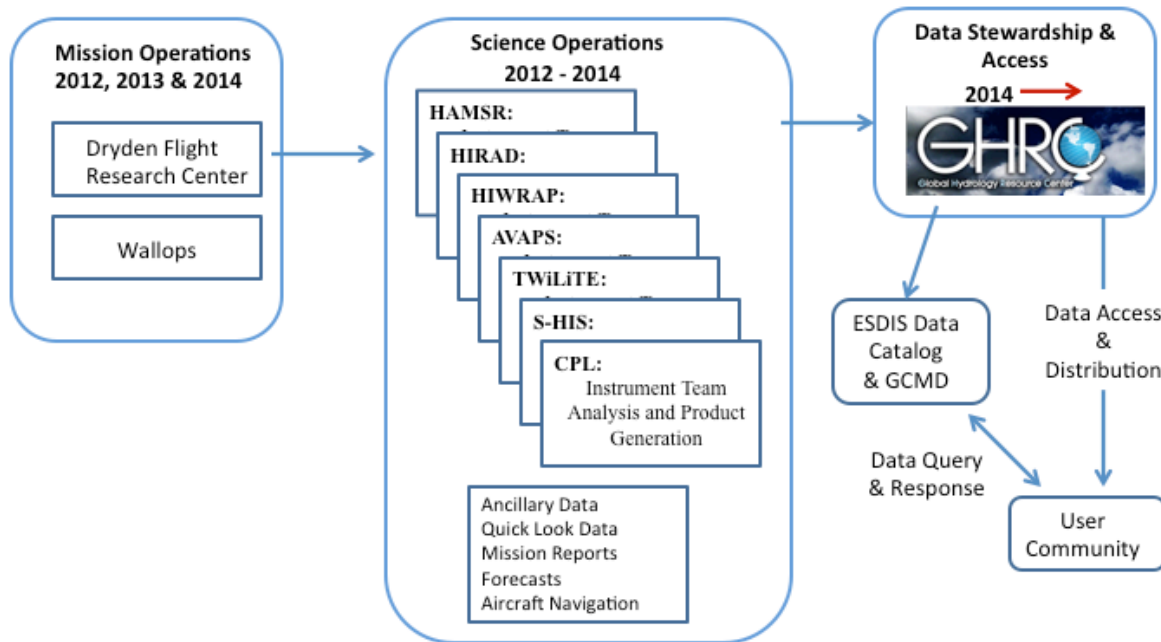 Mission Operations
2012, 2013 & 2014
Dryden Flight
Research Center
Wallops
Science Operations
2012 - 2014
HAMSR:
HIRAD:
HIWRAP:
AVAPS:
TWiLiTE:
S-HIS:
CPL:
Instrument Team
Analysis and Product
Generation
Ancillary Data
Quick Look Data
Mission Reports
Forecasts
Aircraft Navigation
Data Stewardship &
Access
2014
GHRC
Global Hydrology Resource Center
ESDIS Data
Catalog
& GCMD
Data Access
&
Distribution
Data Query
& Response
User
Community